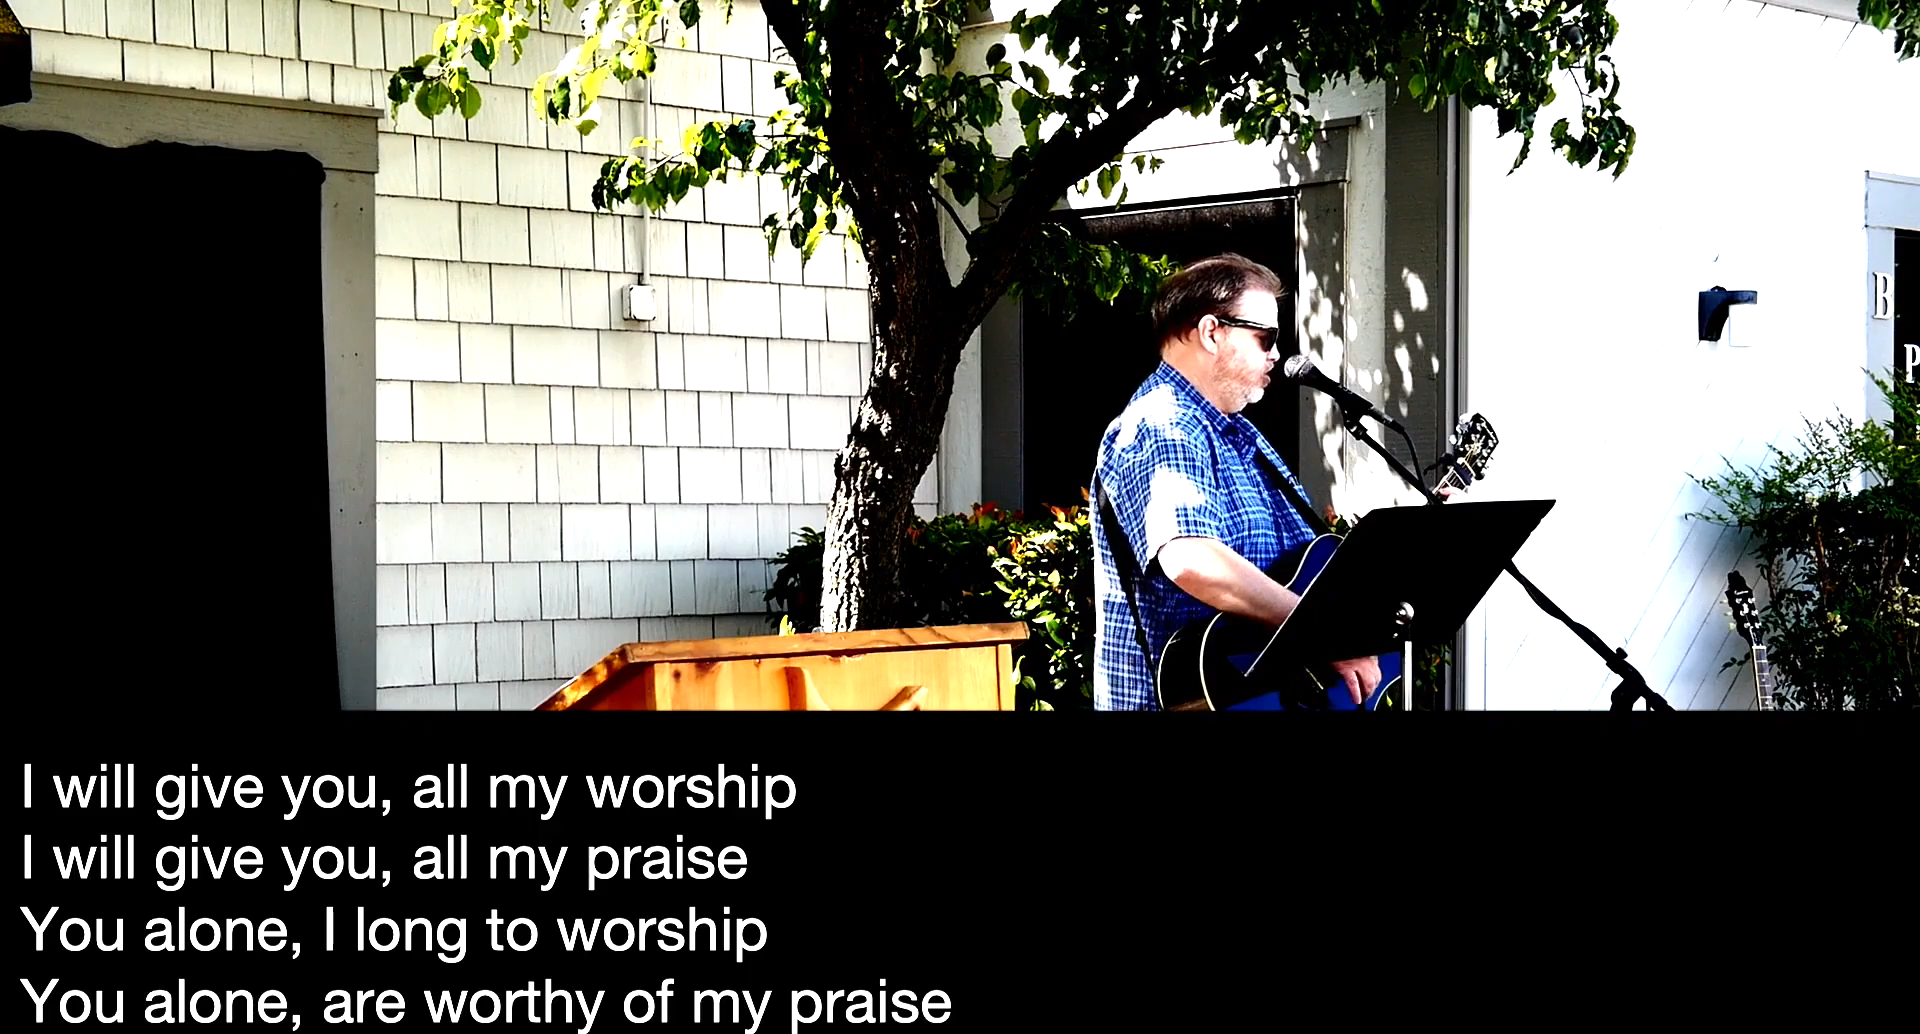 B
P
I will give you, all my worship
I will give you, all my praise
You alone, I long to worship
You alone, are worthy of my praise